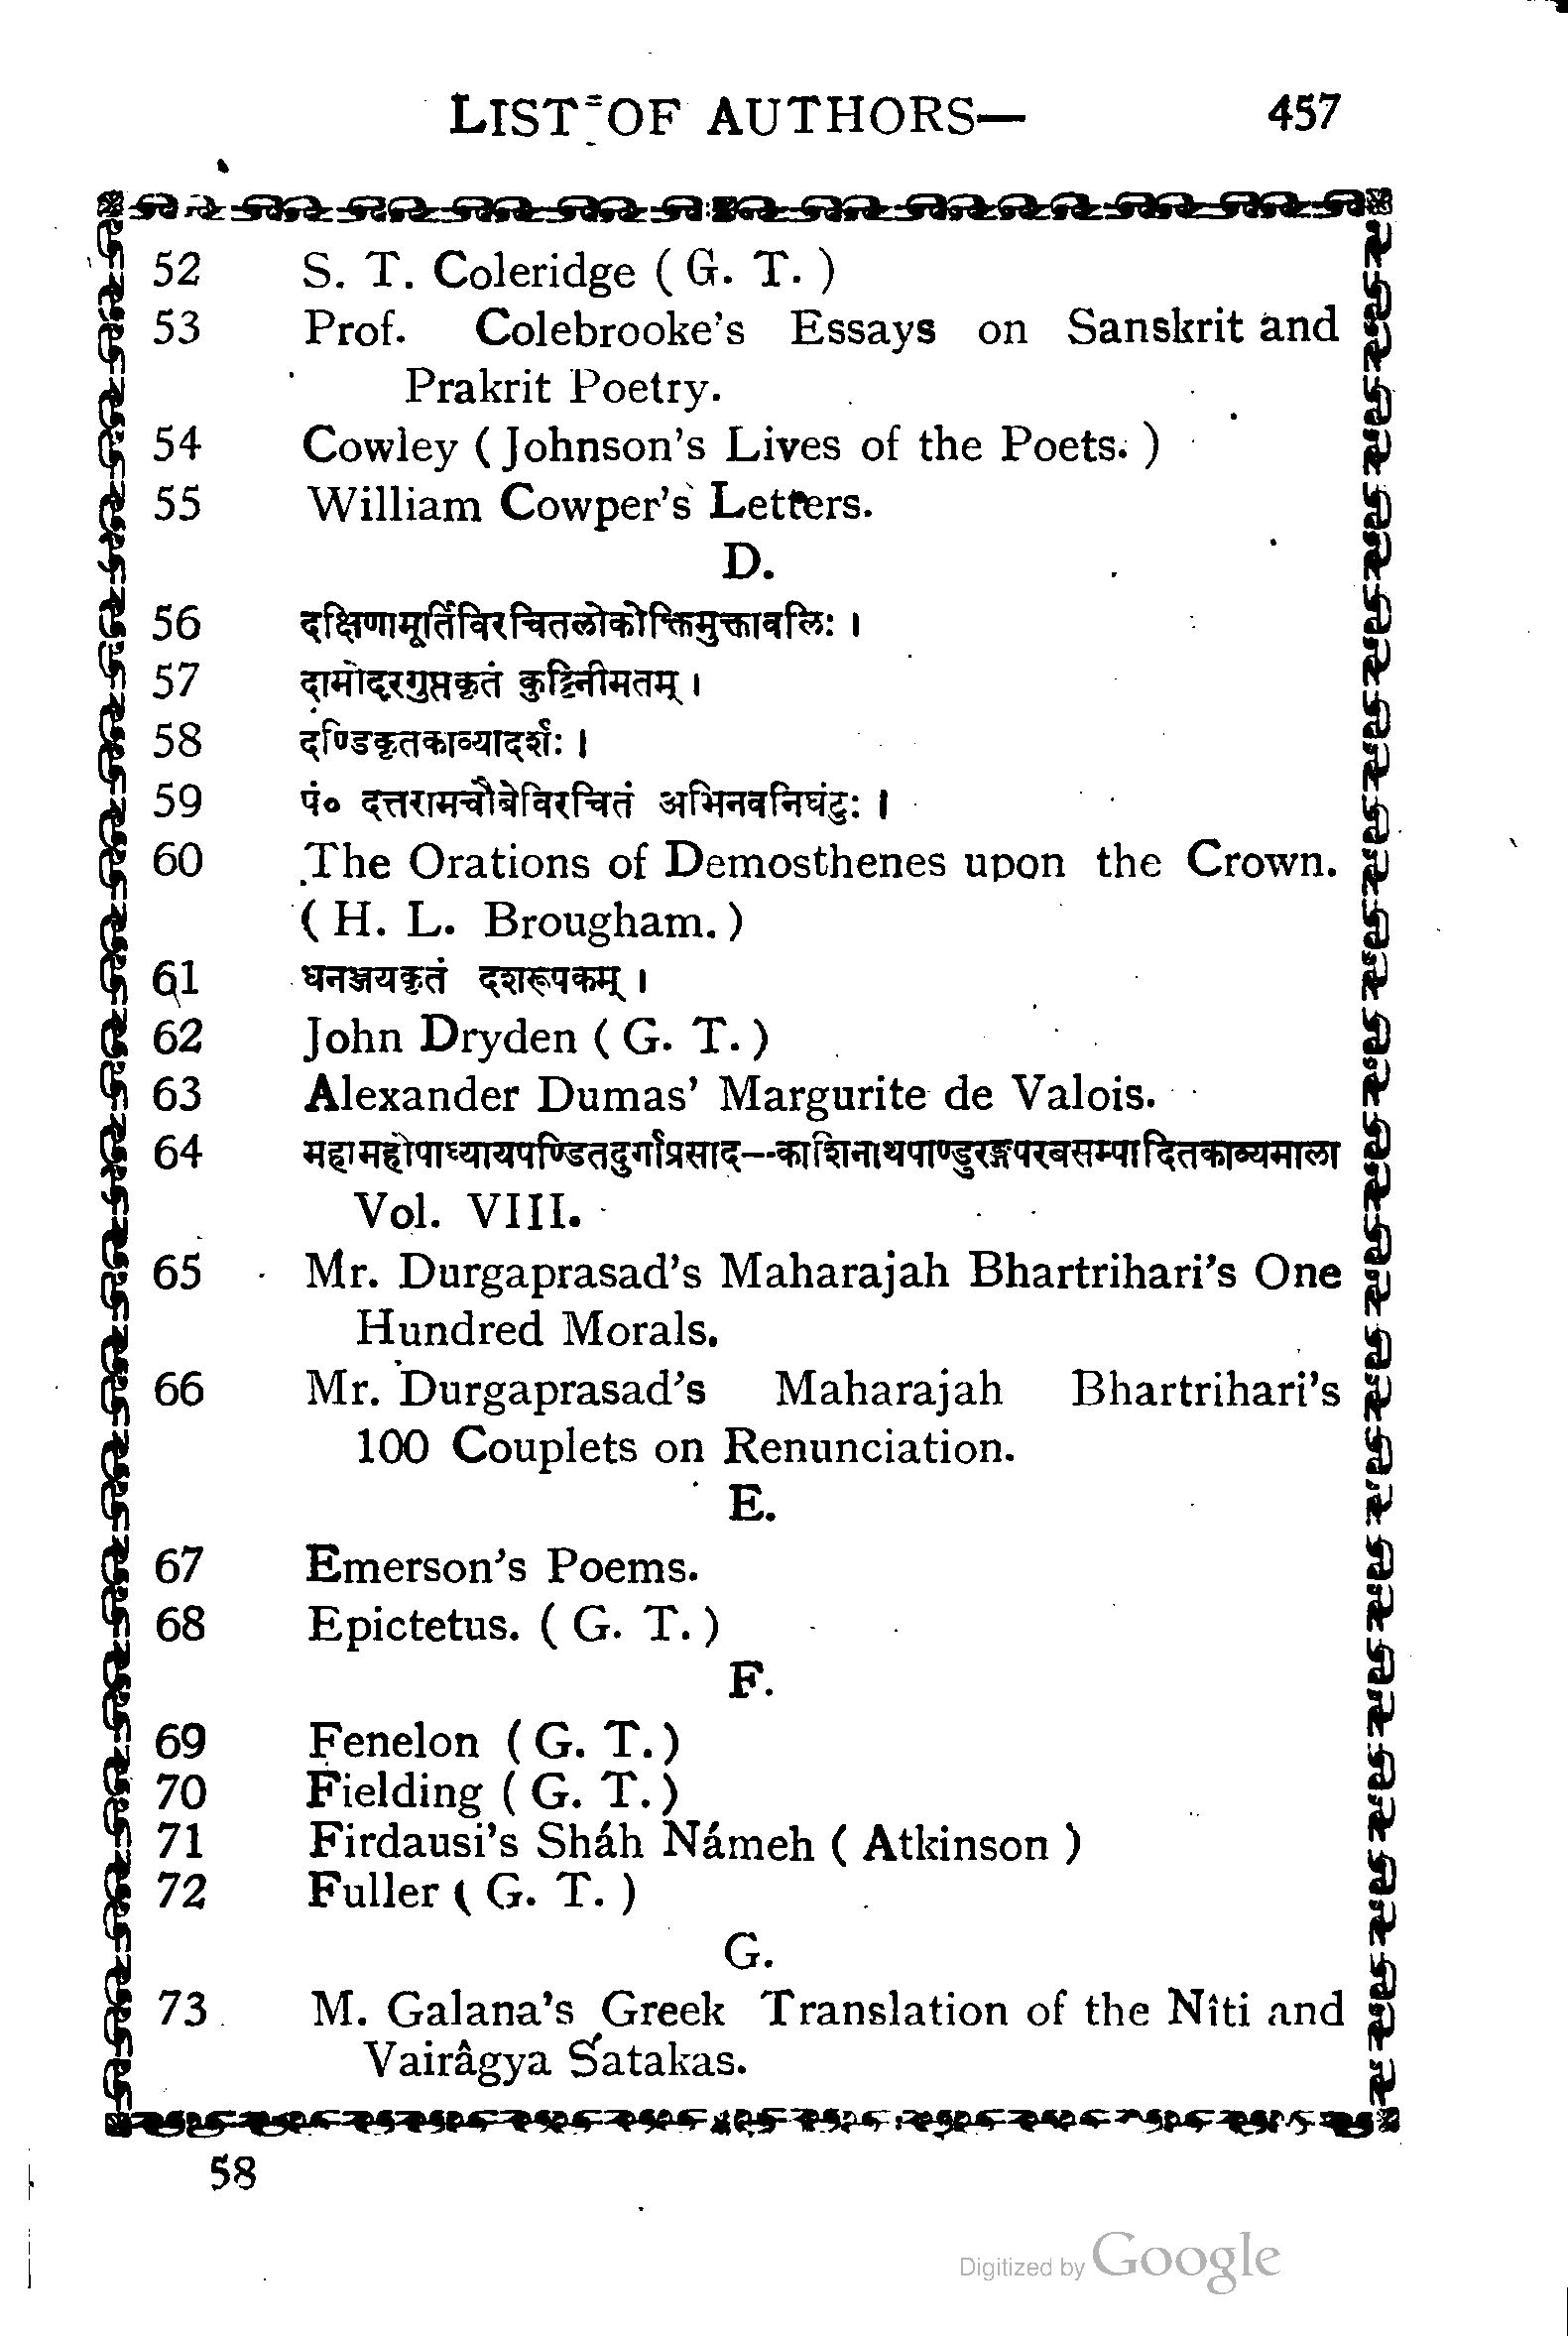 LIST OF AUTHORS— 457
52 S. T. Coleridge ( G. T. )
53 Prof. Colebrooke's Essays on Sanskrit and
Prakrit Poetry.
54 Cowley ( Johnson's Lives of the Poets. )
55 William Cowper's Letters.
D.
56 दक्षिणामूर्तिविरचितलोकोक्तिमुक्तावलिः ।
57 दामोदरगुप्तकृतं कुट्टिनीमतम् ।
58 दण्डिकृतकाव्यादर्शः ।
59 पं० दत्तरामचौबेविरचितं अभिनवनिघंटुः ।
60 The Orations of Demosthenes upon the Crown.
( H. L. Brougham. )
61 धनञ्जयकृतं दशरूपकम् ।
62 John Dryden ( G. T. )
63 Alexander Dumas' Margurite de Valois.
64 महामहोपाध्यायपण्डितदुर्गाप्रसाद--काशिनाथपाण्डुरङ्गपरबसम्पादितकाव्यमाला
Vol. VIII.
65 Mr. Durgaprasad's Maharajah Bhartrihari's One
Hundred Morals.
66 Mr. Durgaprasad's Maharajah Bhartrihari's
100 Couplets on Renunciation.
E.
67 Emerson's Poems.
68 Epictetus. ( G. T. )
F.
69 Fenelon ( G. T. )
70 Fielding ( G. T. )
71 Firdausi's Sháh Námeh ( Atkinson )
72 Fuller ( G. T. )
G.
73 M. Galana's Greek Translation of the Nîti and
Vairâgya Śatakas.
58
Digitized by Google